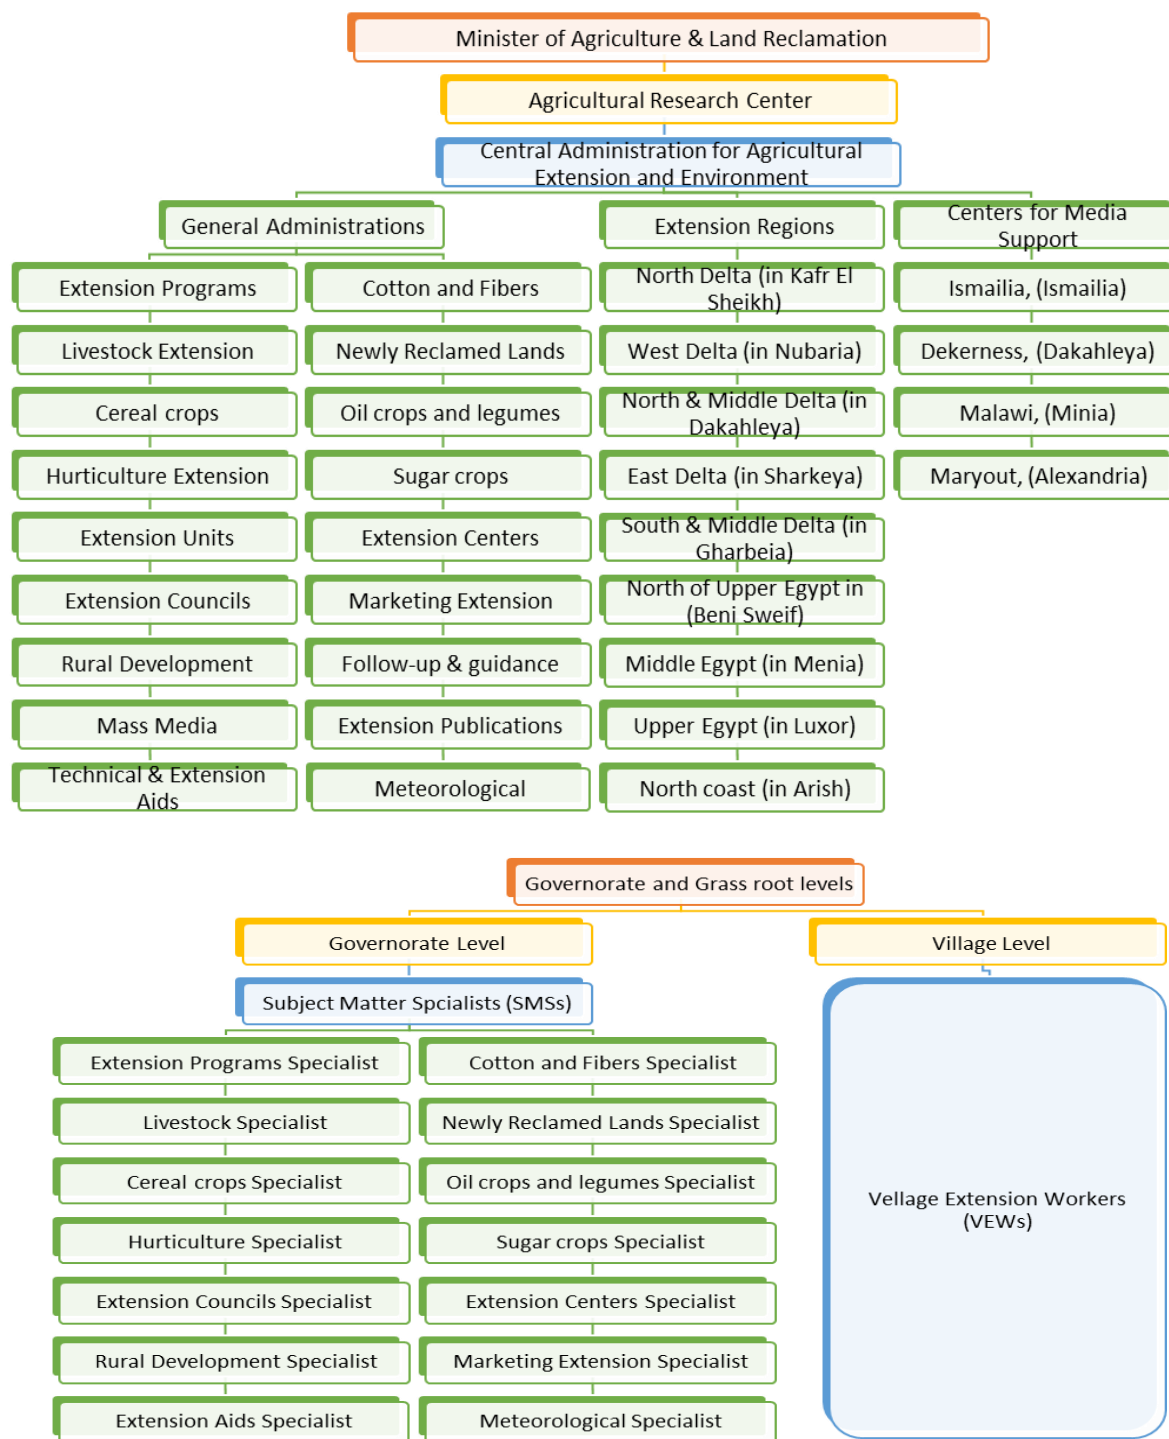 Minister of Agriculture & Land Reclamation
Agricultural Research Center
Central Administration for Agricultural
Extension and Environment
General Administrations
Extension Programs
Livestock Extension
Cereal crops
Hurticulture Extension
Extension Units
Extension Councils
Rural Development
Mass Media
Technical & Extension
Aids
Cotton and Fibers
Newly Reclamed Lands
Oil crops and legumes
Sugar crops
Extension Centers
Marketing Extension
Follow-up & guidance
Extension Publications
Meteorological
Extension Regions
North Delta (in Kafr El
Sheikh)
West Delta (in Nubaria)
North & Middle Delta (in
Dakahleya)
East Delta (in Sharkeya)
South & Middle Delta (in
Gharbeia)
North of Upper Egypt in
(Beni Sweif)
Middle Egypt (in Menia)
Upper Egypt (in Luxor)
North coast (in Arish)
Centers for Media
Support
Ismailia, (Ismailia)
Dekerness, (Dakahleya)
Malawi, (Minia)
Maryout, (Alexandria)
Governorate and Grass root levels
Governorate Level
Subject Matter Spcialists (SMSs)
Extension Programs Specialist
Livestock Specialist
Cereal crops Specialist
Hurticulture Specialist
Extension Councils Specialist
Rural Development Specialist
Extension Aids Specialist
Cotton and Fibers Specialist
Newly Reclamed Lands Specialist
Oil crops and legumes Specialist
Sugar crops Specialist
Extension Centers Specialist
Marketing Extension Specialist
Meteorological Specialist
Village Level
Vellage Extension Workers
(VEWs)